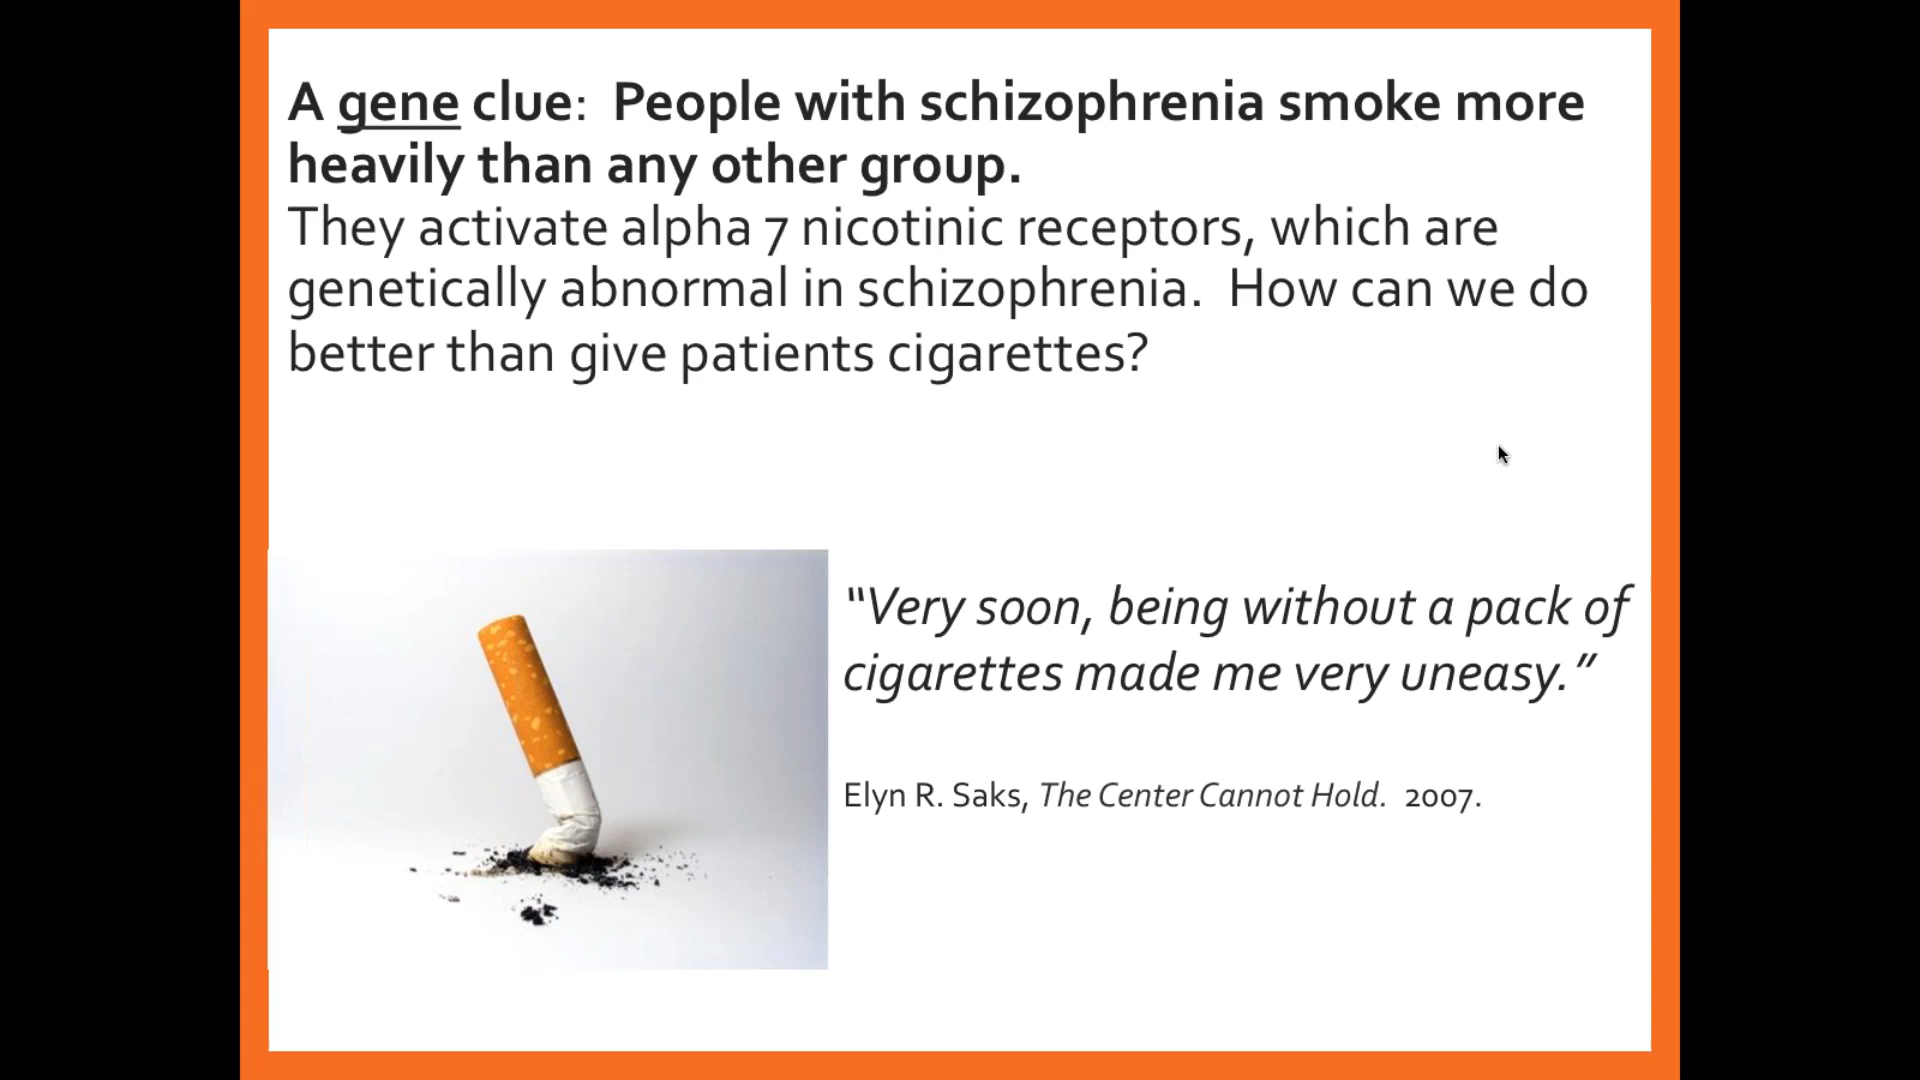 A gene clue:  People with schizophrenia smoke more
heavily than any other group.
They activate alpha 7 nicotinic receptors, which are
genetically abnormal in schizophrenia.  How can we do
better than give patients cigarettes?
“Very soon, being without a pack of
cigarettes made me very uneasy.”
Elyn R. Saks, The Center Cannot Hold.  2007.